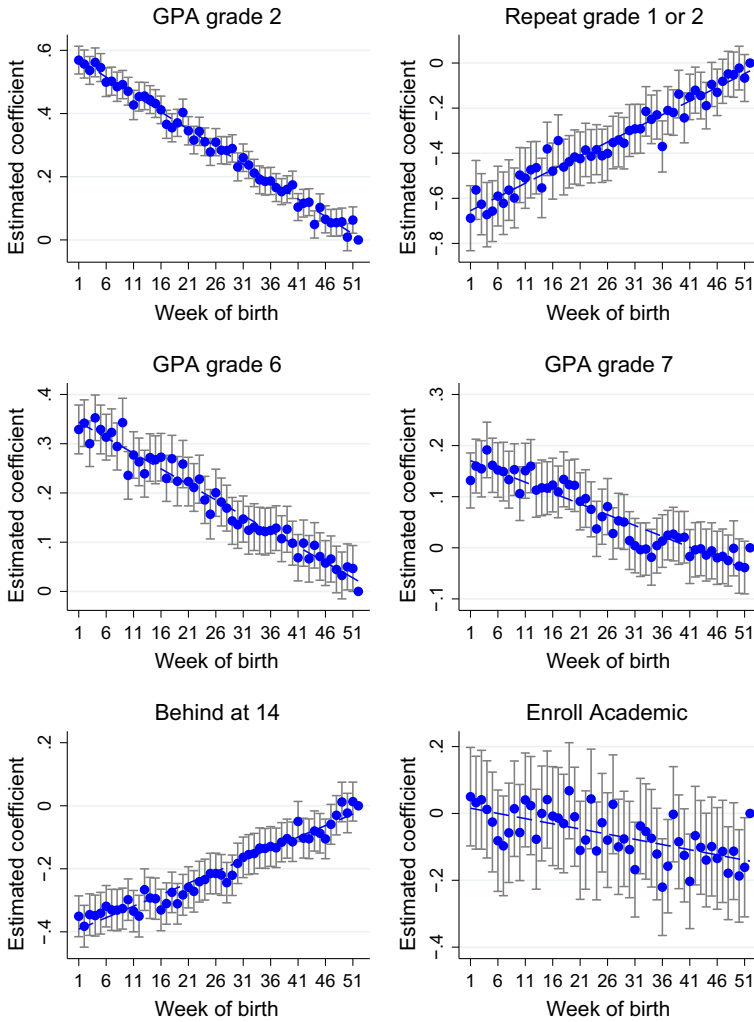 GPA grade 2
Estimated coefficient
.6
.4
.2
0
1 6 11 16 21 26 31 36 41 46 51
Week of birth
Repeat grade 1 or 2
Estimated coefficient
0
-.2
-.4
-.6
-.8
1 6 11 16 21 26 31 36 41 46 51
Week of birth
GPA grade 6
Estimated coefficient
.4
.3
.2
.1
0
1 6 11 16 21 26 31 36 41 46 51
Week of birth
GPA grade 7
Estimated coefficient
.3
.2
.1
0
-.1
1 6 11 16 21 26 31 36 41 46 51
Week of birth
Behind at 14
Estimated coefficient
.2
0
-.2
-.4
1 6 11 16 21 26 31 36 41 46 51
Week of birth
Enroll Academic
Estimated coefficient
.2
0
-.2
-.4
1 6 11 16 21 26 31 36 41 46 51
Week of birth